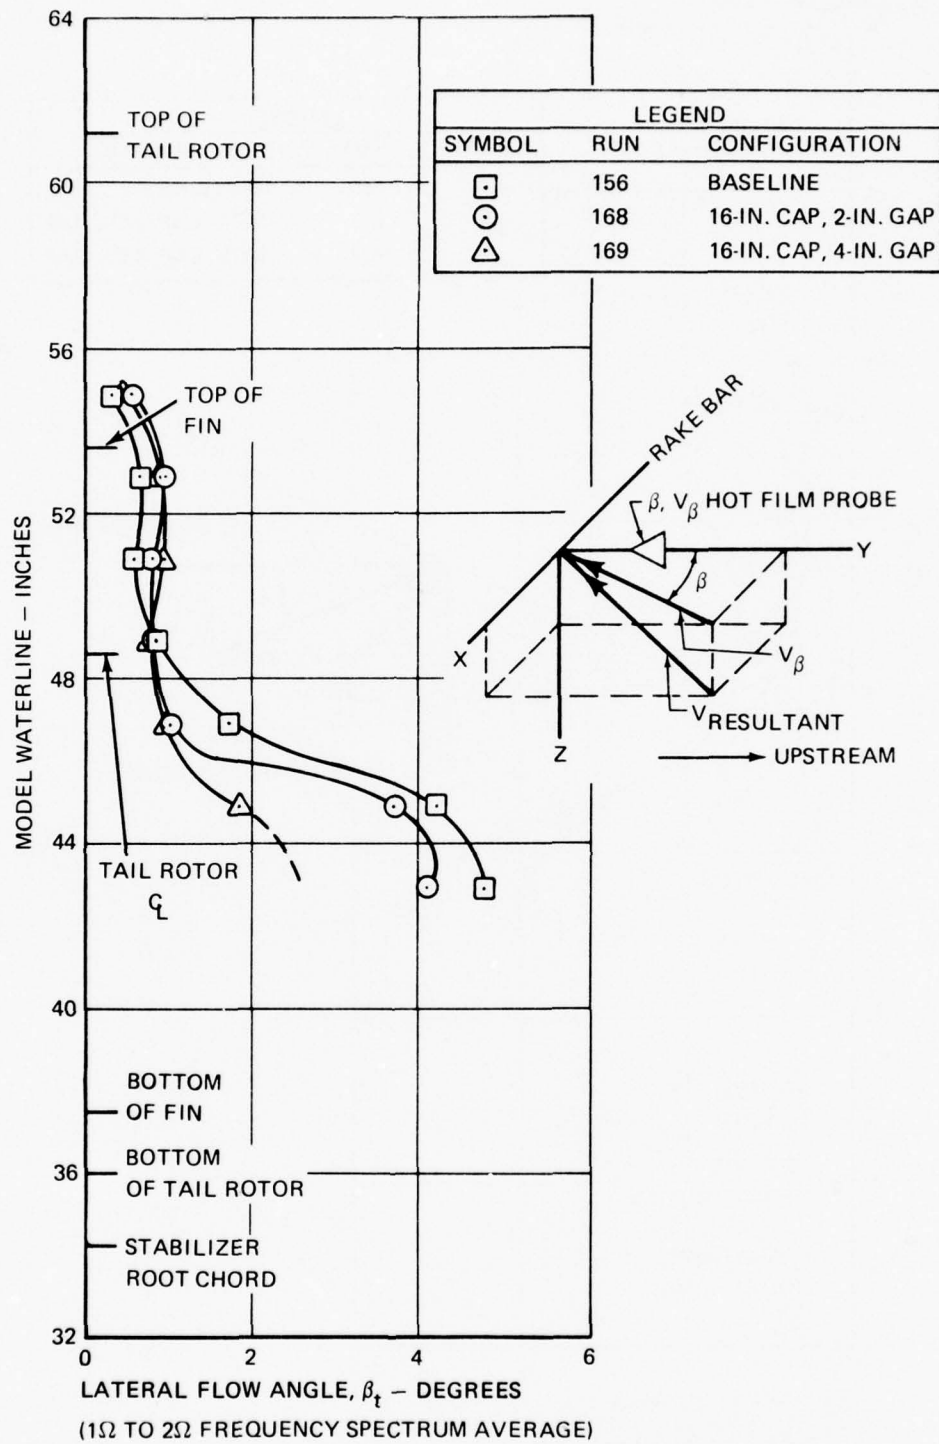 64
60
56
52
48
44
40
36
32
0
2
4
6
MODEL WATERLINE – INCHES
LATERAL FLOW ANGLE, βt – DEGREES
(1Ω TO 2Ω FREQUENCY SPECTRUM AVERAGE)
TOP OF
TAIL ROTOR
LEGEND
SYMBOL RUN CONFIGURATION
156 BASELINE
168 16-IN. CAP, 2-IN. GAP
169 16-IN. CAP, 4-IN. GAP
TOP OF
FIN
RAKE BAR
β, Vβ HOT FILM PROBE
Y
β
X
Vβ
VRESULTANT
Z
UPSTREAM
TAIL ROTOR
℄
BOTTOM
OF FIN
BOTTOM
OF TAIL ROTOR
STABILIZER
ROOT CHORD